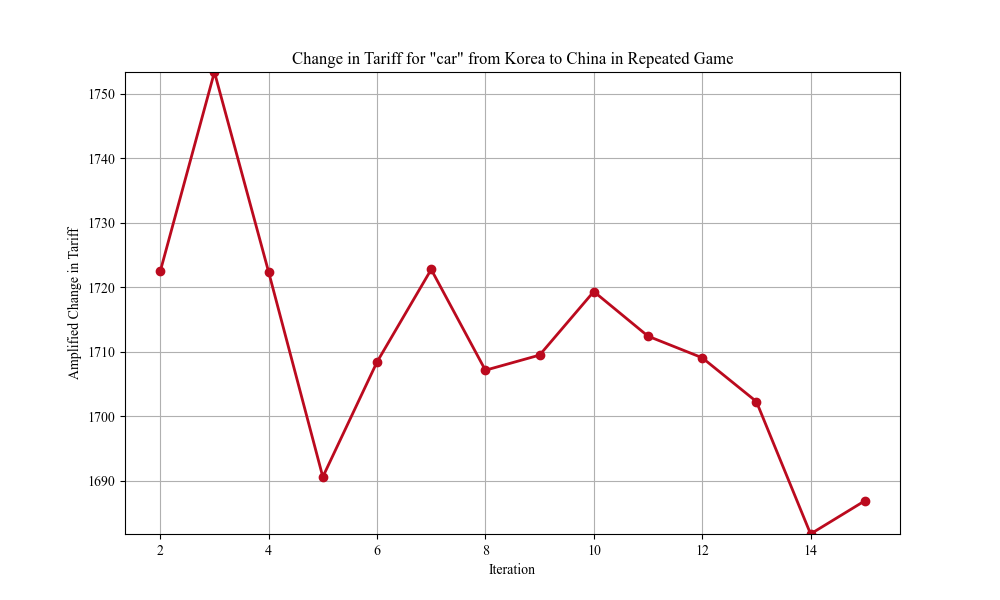 Change in Tariff for "car" from Korea to China in Repeated Game
Amplified Change in Tariff
1750
1740
1730
1720
1710
1700
1690
2 4 6 8 10 12 14
Iteration